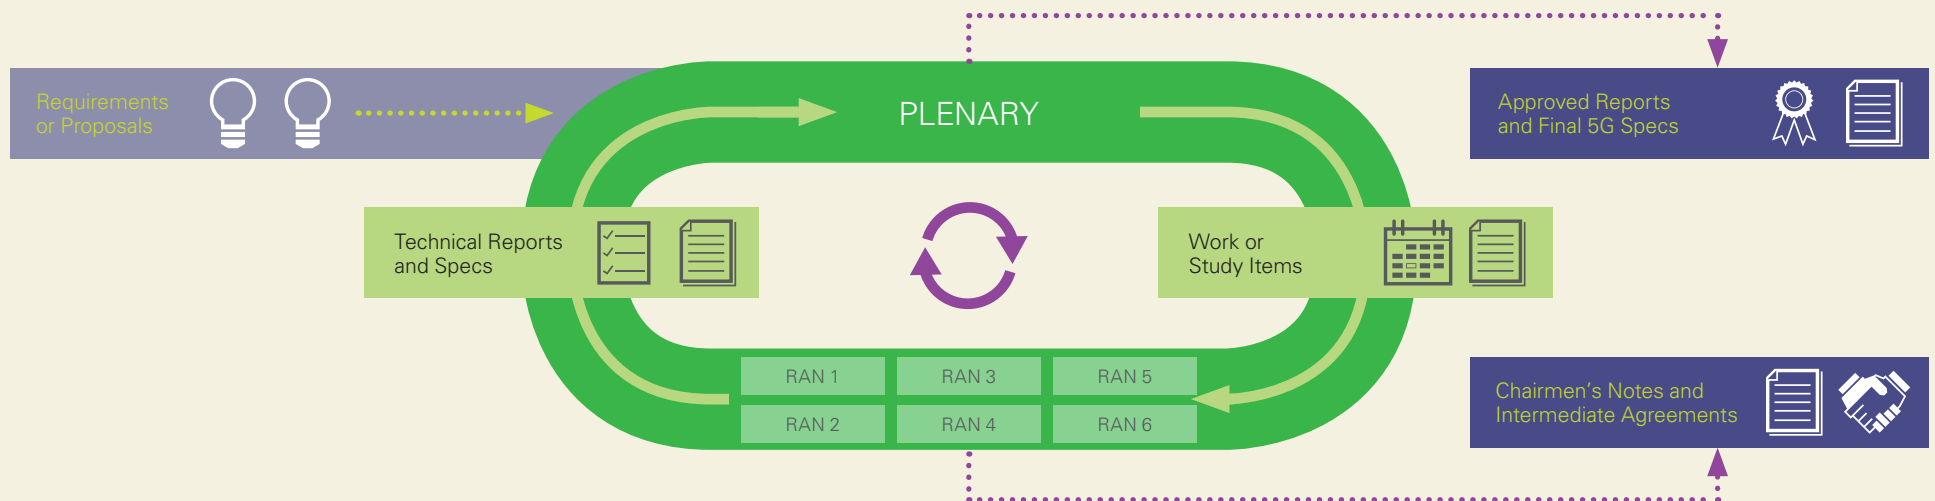 Requirements
or Proposals
PLENARY
Approved Reports
and Final 5G Specs
Technical Reports
and Specs
Work or
Study Items
RAN 1
RAN 3
RAN 5
RAN 2
RAN 4
RAN 6
Chairmen's Notes and
Intermediate Agreements